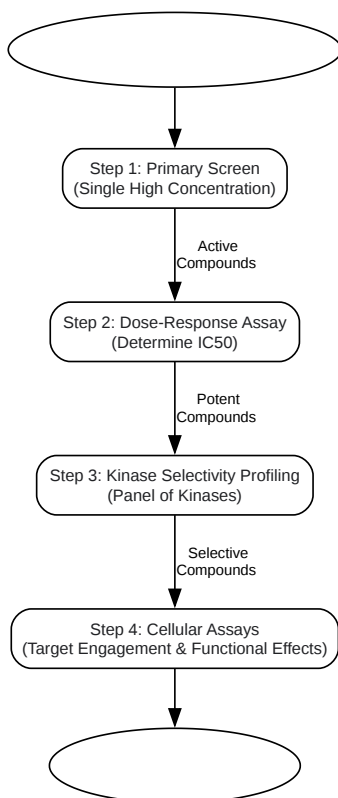 Step 1: Primary Screen
(Single High Concentration)
Active
Compounds
Step 2: Dose-Response Assay
(Determine IC50)
Potent
Compounds
Step 3: Kinase Selectivity Profiling
(Panel of Kinases)
Selective
Compounds
Step 4: Cellular Assays
(Target Engagement & Functional Effects)